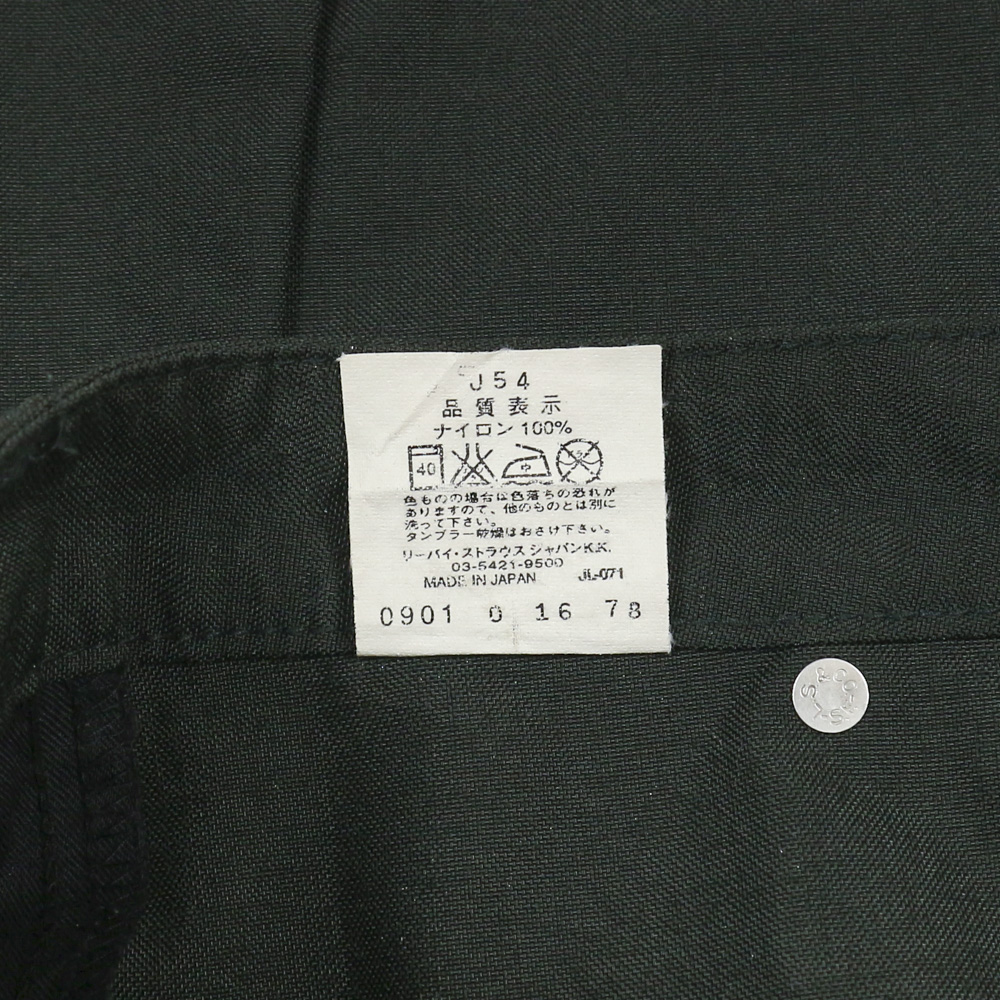 J54
品質表示
ナイロン 100%
40 中
色ものの場合は色落ちの恐れが
ありますので、他のものとは別に
洗って下さい。
タンブラー乾燥はおさけ下さい。
リーバイ・ストラウス ジャパンK.K.
03-5421-9500
MADE IN JAPAN JL-071
0901 0 16 78